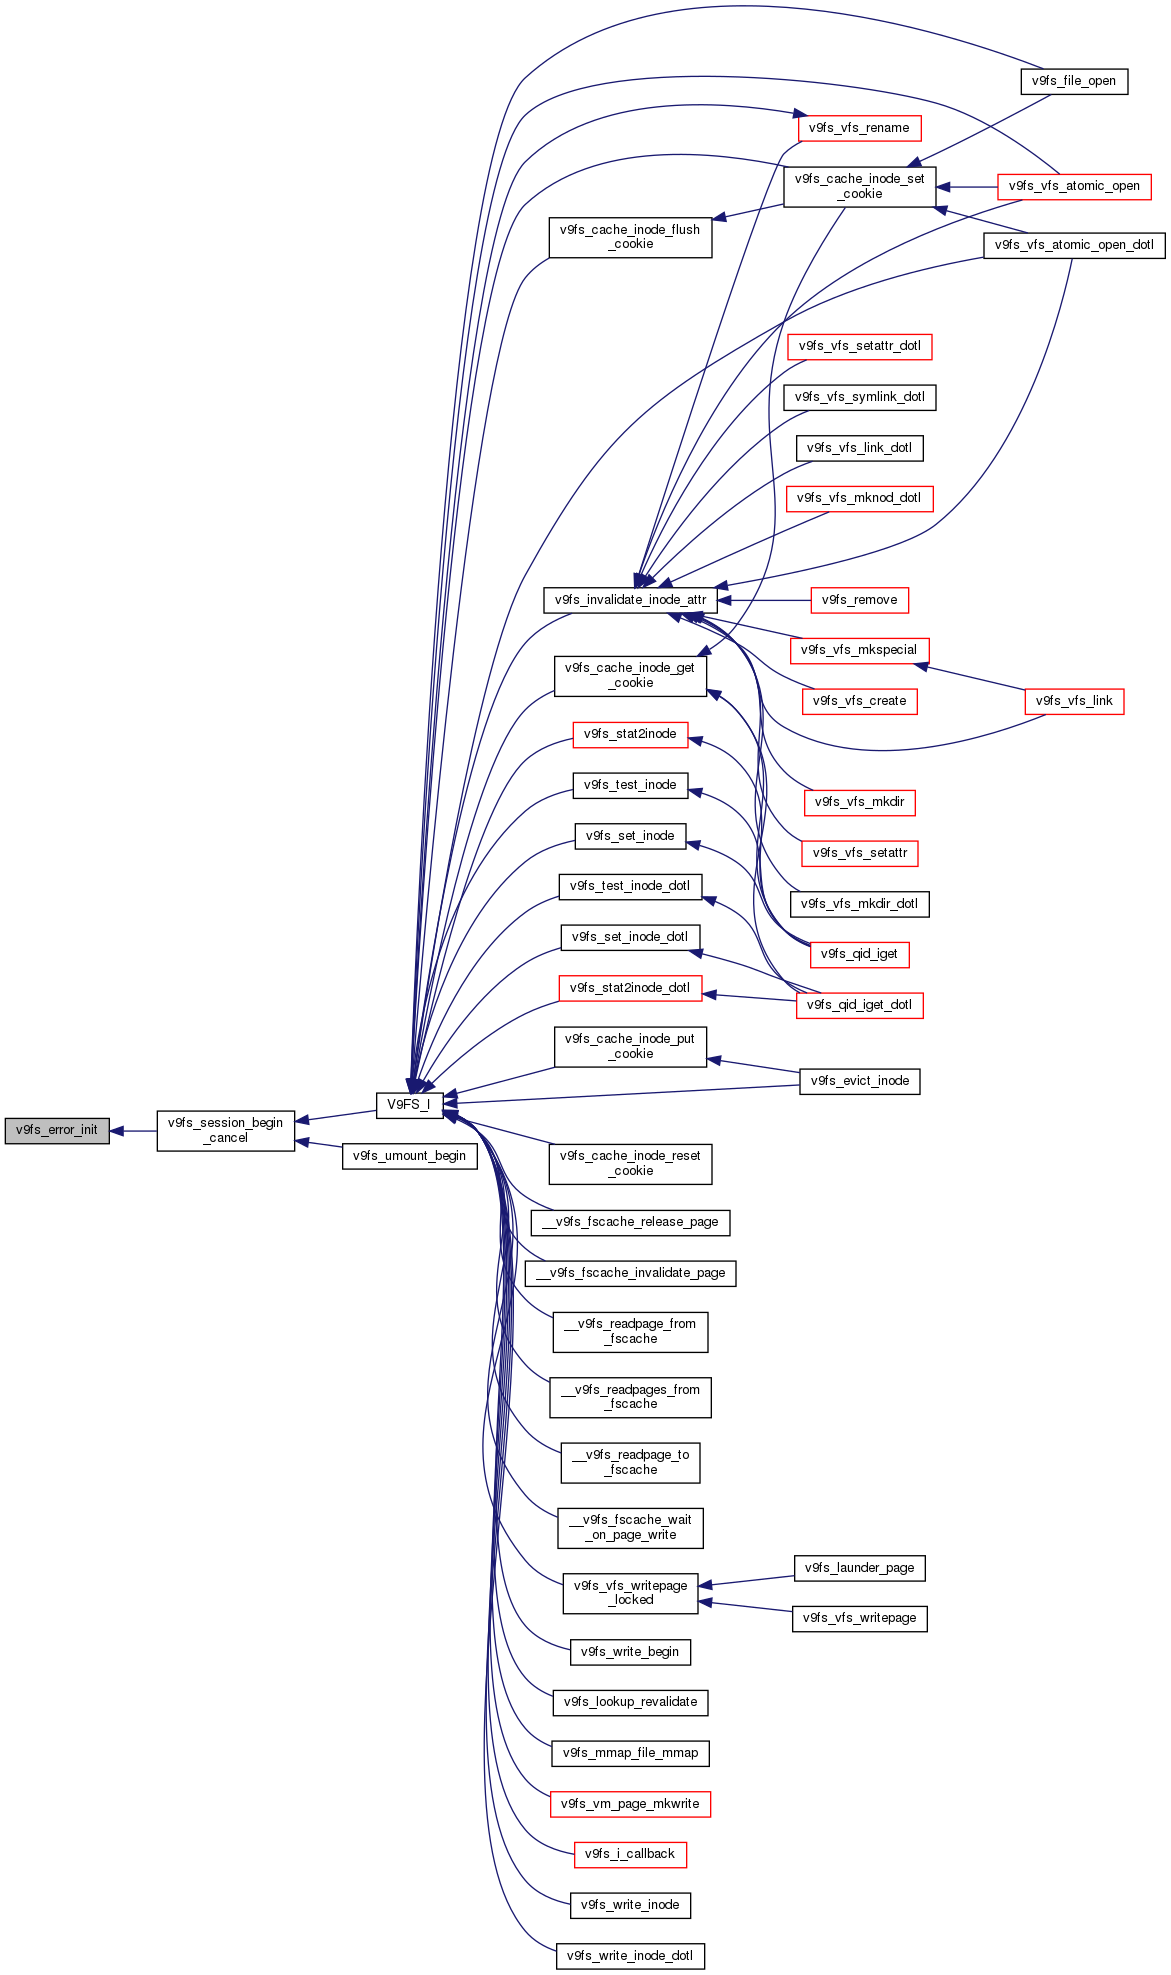 v9fs_file_open
v9fs_vfs_rename
v9fs_cache_inode_set
_cookie
v9fs_vfs_atomic_open
v9fs_cache_inode_flush
_cookie
v9fs_vfs_atomic_open_dotl
v9fs_vfs_setattr_dotl
v9fs_vfs_symlink_dotl
v9fs_vfs_link_dotl
v9fs_vfs_mknod_dotl
v9fs_invalidate_inode_attr
v9fs_remove
v9fs_vfs_mkspecial
v9fs_cache_inode_get
_cookie
v9fs_vfs_create
v9fs_vfs_link
v9fs_stat2inode
v9fs_test_inode
v9fs_vfs_mkdir
v9fs_set_inode
v9fs_vfs_setattr
v9fs_test_inode_dotl
v9fs_vfs_mkdir_dotl
v9fs_set_inode_dotl
v9fs_qid_iget
v9fs_stat2inode_dotl
v9fs_qid_iget_dotl
v9fs_cache_inode_put
_cookie
v9fs_evict_inode
V9FS_I
v9fs_error_init
v9fs_session_begin
_cancel
v9fs_umount_begin
v9fs_cache_inode_reset
_cookie
__v9fs_fscache_release_page
__v9fs_fscache_invalidate_page
__v9fs_readpage_from
_fscache
__v9fs_readpages_from
_fscache
__v9fs_readpage_to
_fscache
__v9fs_fscache_wait
_on_page_write
v9fs_launder_page
v9fs_vfs_writepage
_locked
v9fs_vfs_writepage
v9fs_write_begin
v9fs_lookup_revalidate
v9fs_mmap_file_mmap
v9fs_vm_page_mkwrite
v9fs_i_callback
v9fs_write_inode
v9fs_write_inode_dotl